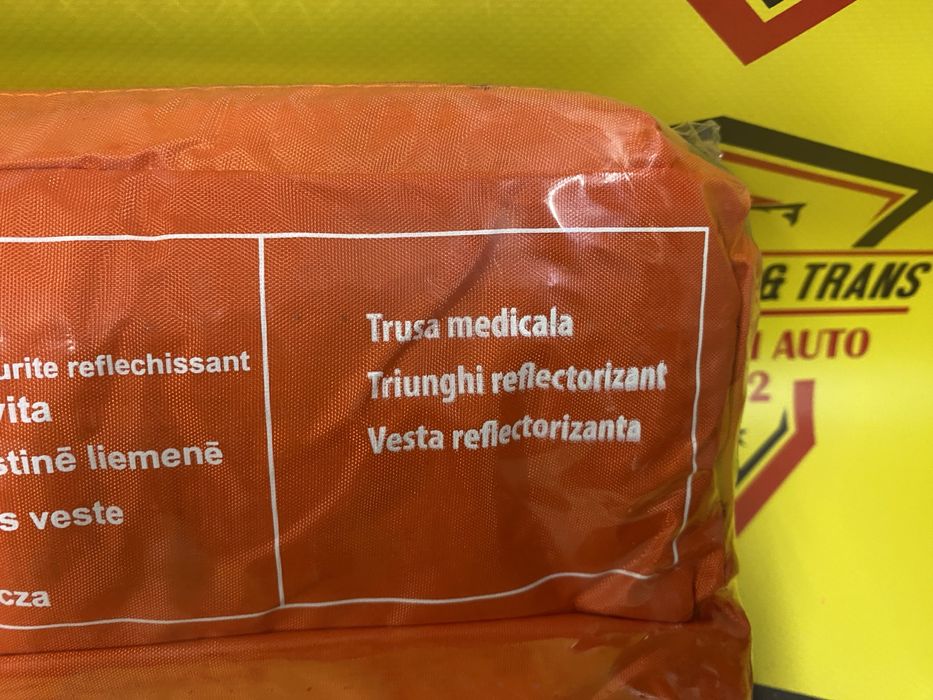 urite reflechissant
vita
stinē liemenē
s veste
cza
Trusa medicala
Triunghi reflectorizant
Vesta reflectorizanta
& TRANS
I AUTO
2